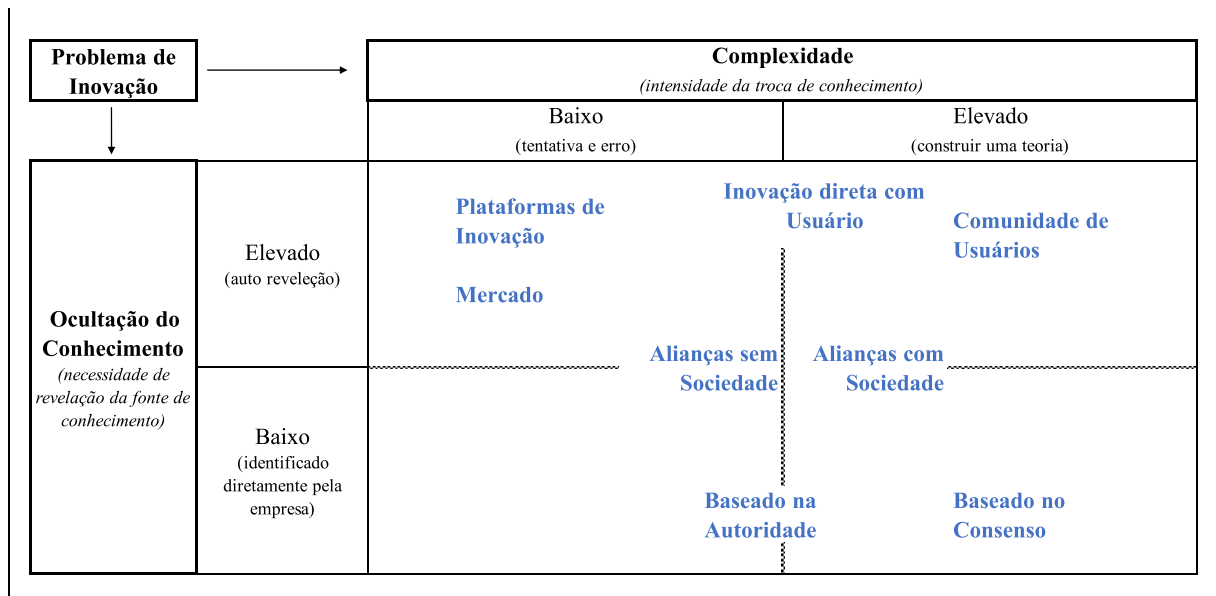 Problema de
Inovação
Complexidade
(intensidade da troca de conhecimento)
Baixo
(tentativa e erro)
Elevado
(construir uma teoria)
Ocultação do
Conhecimento
(necessidade de
revelação da fonte de
conhecimento)
Elevado
(auto reveleção)
Plataformas de
Inovação
Mercado
Inovação direta com
Usuário
Comunidade de
Usuários
Alianças sem
Sociedade
Alianças com
Sociedade
Baixo
(identificado
diretamente pela
empresa)
Baseado na
Autoridade
Baseado no
Consenso